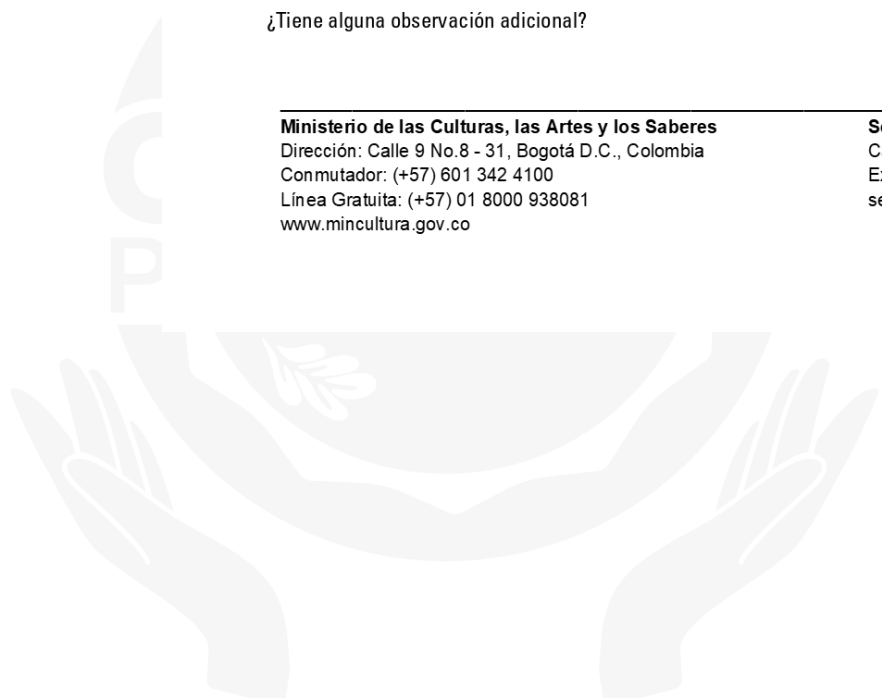 ¿Tiene alguna observación adicional?
Ministerio de las Culturas, las Artes y los Saberes
Dirección: Calle 9 No.8 - 31, Bogotá D.C., Colombia
Conmutador: (+57) 601 342 4100
Línea Gratuita: (+57) 01 8000 938081
www.mincultura.gov.co